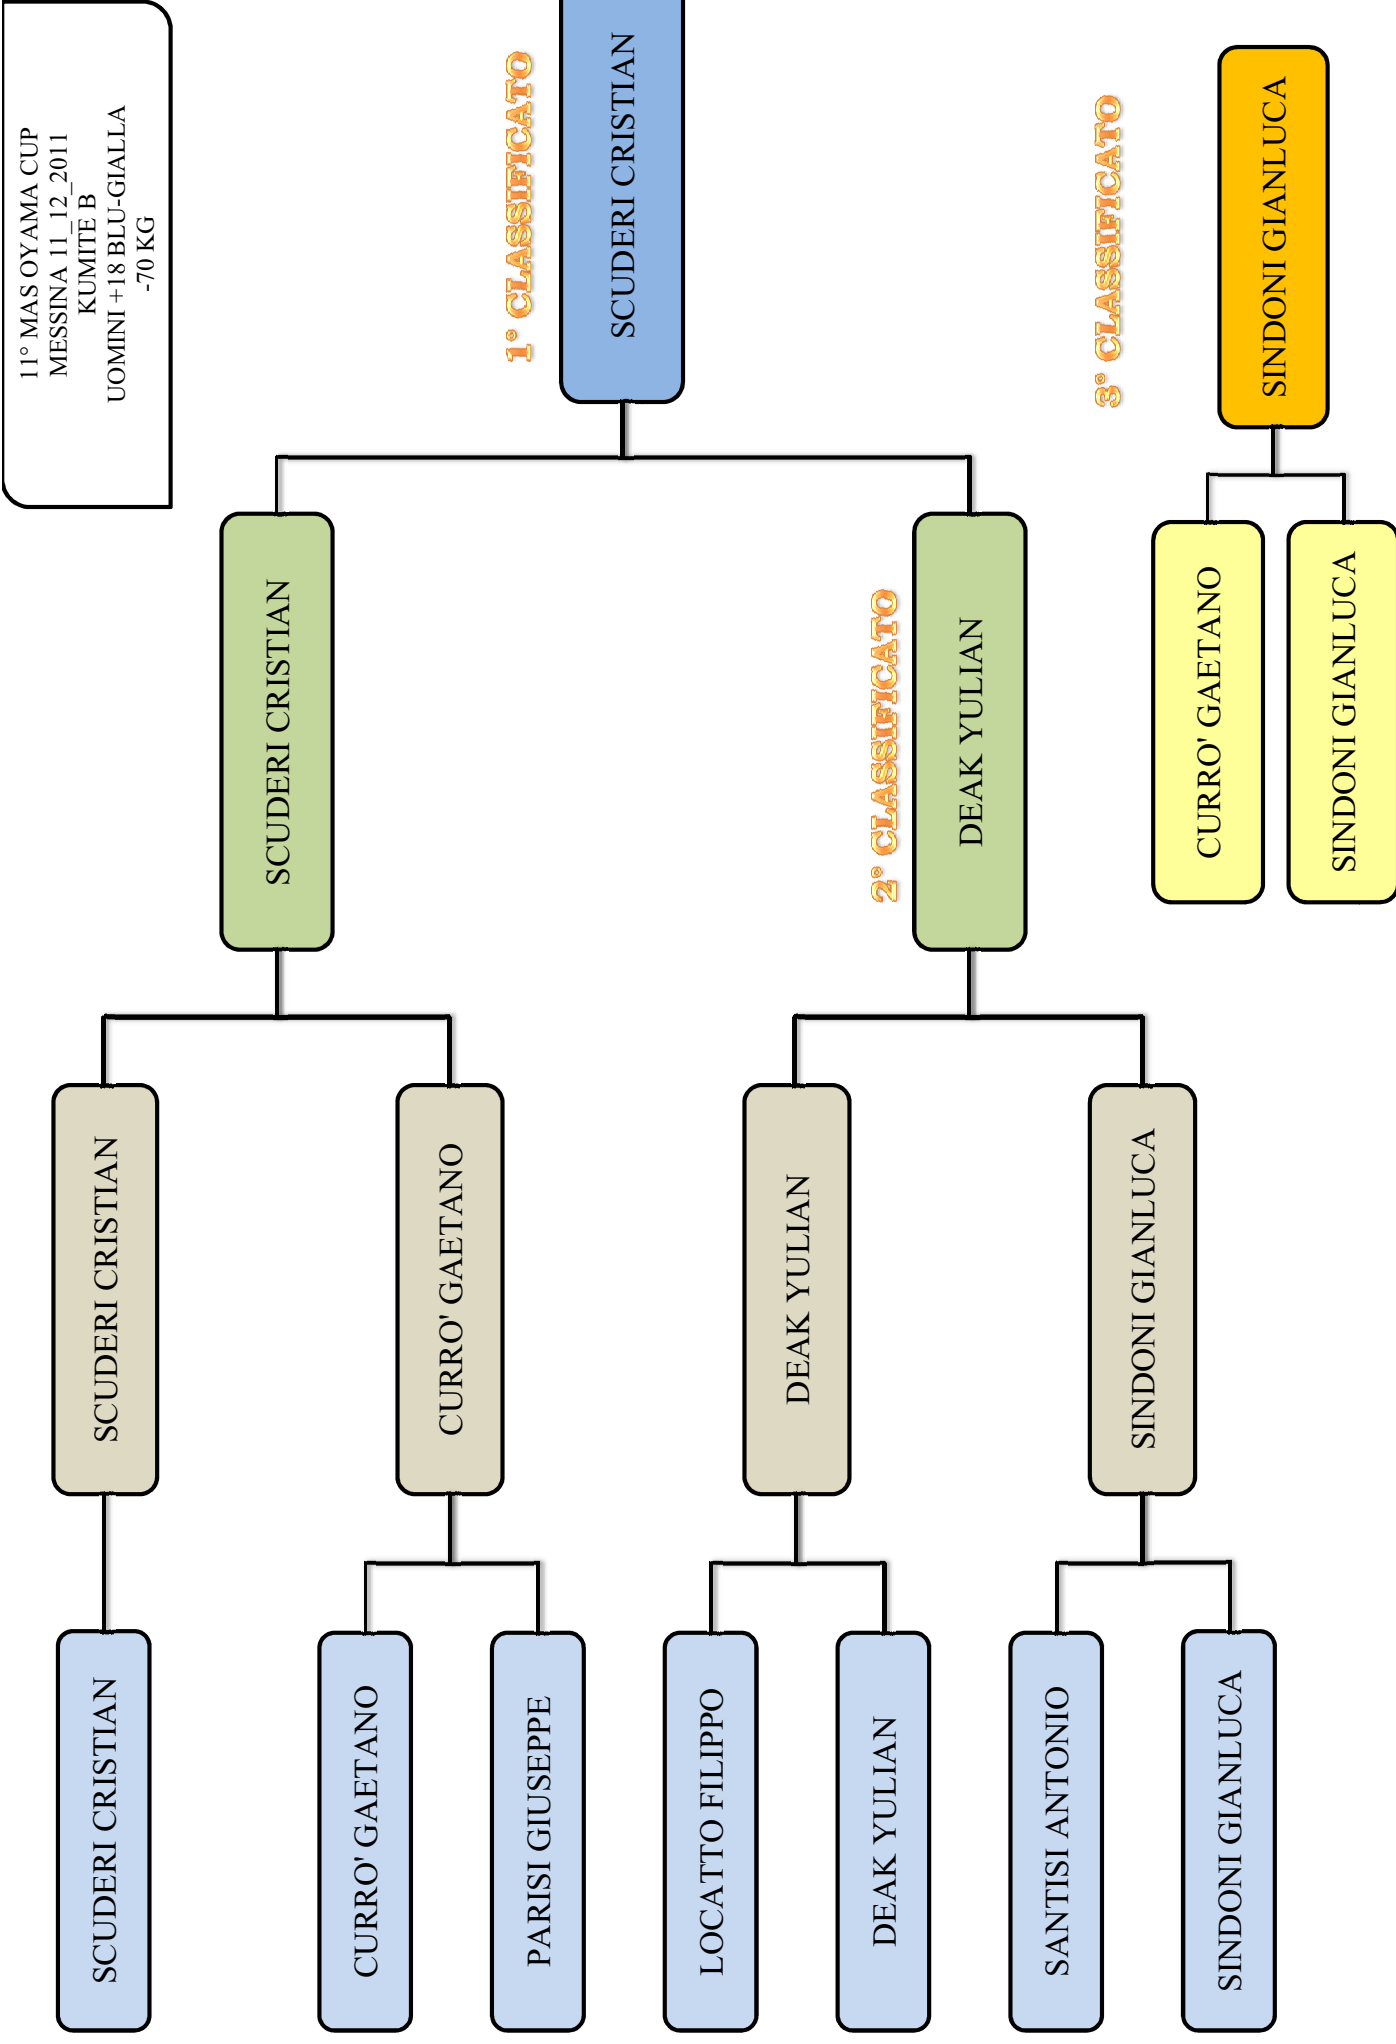 11° MAS OYAMA CUP
MESSINA 11_12_2011
KUMITE B
UOMINI +18 BLU-GIALLA
-70 KG
SCUDERI CRISTIAN
SCUDERI CRISTIAN
SCUDERI CRISTIAN
1° CLASSIFICATO
SCUDERI CRISTIAN
CURRO' GAETANO
PARISI GIUSEPPE
CURRO' GAETANO
LOCATTO FILIPPO
DEAK YULIAN
DEAK YULIAN
2° CLASSIFICATO
DEAK YULIAN
SANTISI ANTONIO
SINDONI GIANLUCA
SINDONI GIANLUCA
3° CLASSIFICATO
CURRO' GAETANO
SINDONI GIANLUCA
SINDONI GIANLUCA